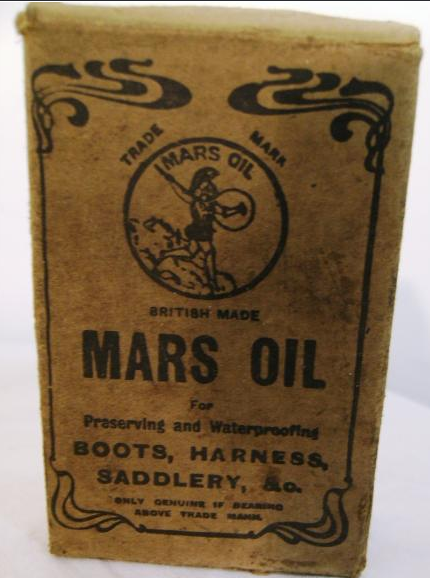 TRADE MARK
MARS OIL
BRITISH MADE
MARS OIL
FOR
Preserving and Waterproofing
BOOTS, HARNESS,
SADDLERY, &c.
ONLY GENUINE IF BEARING
ABOVE TRADE MARK.